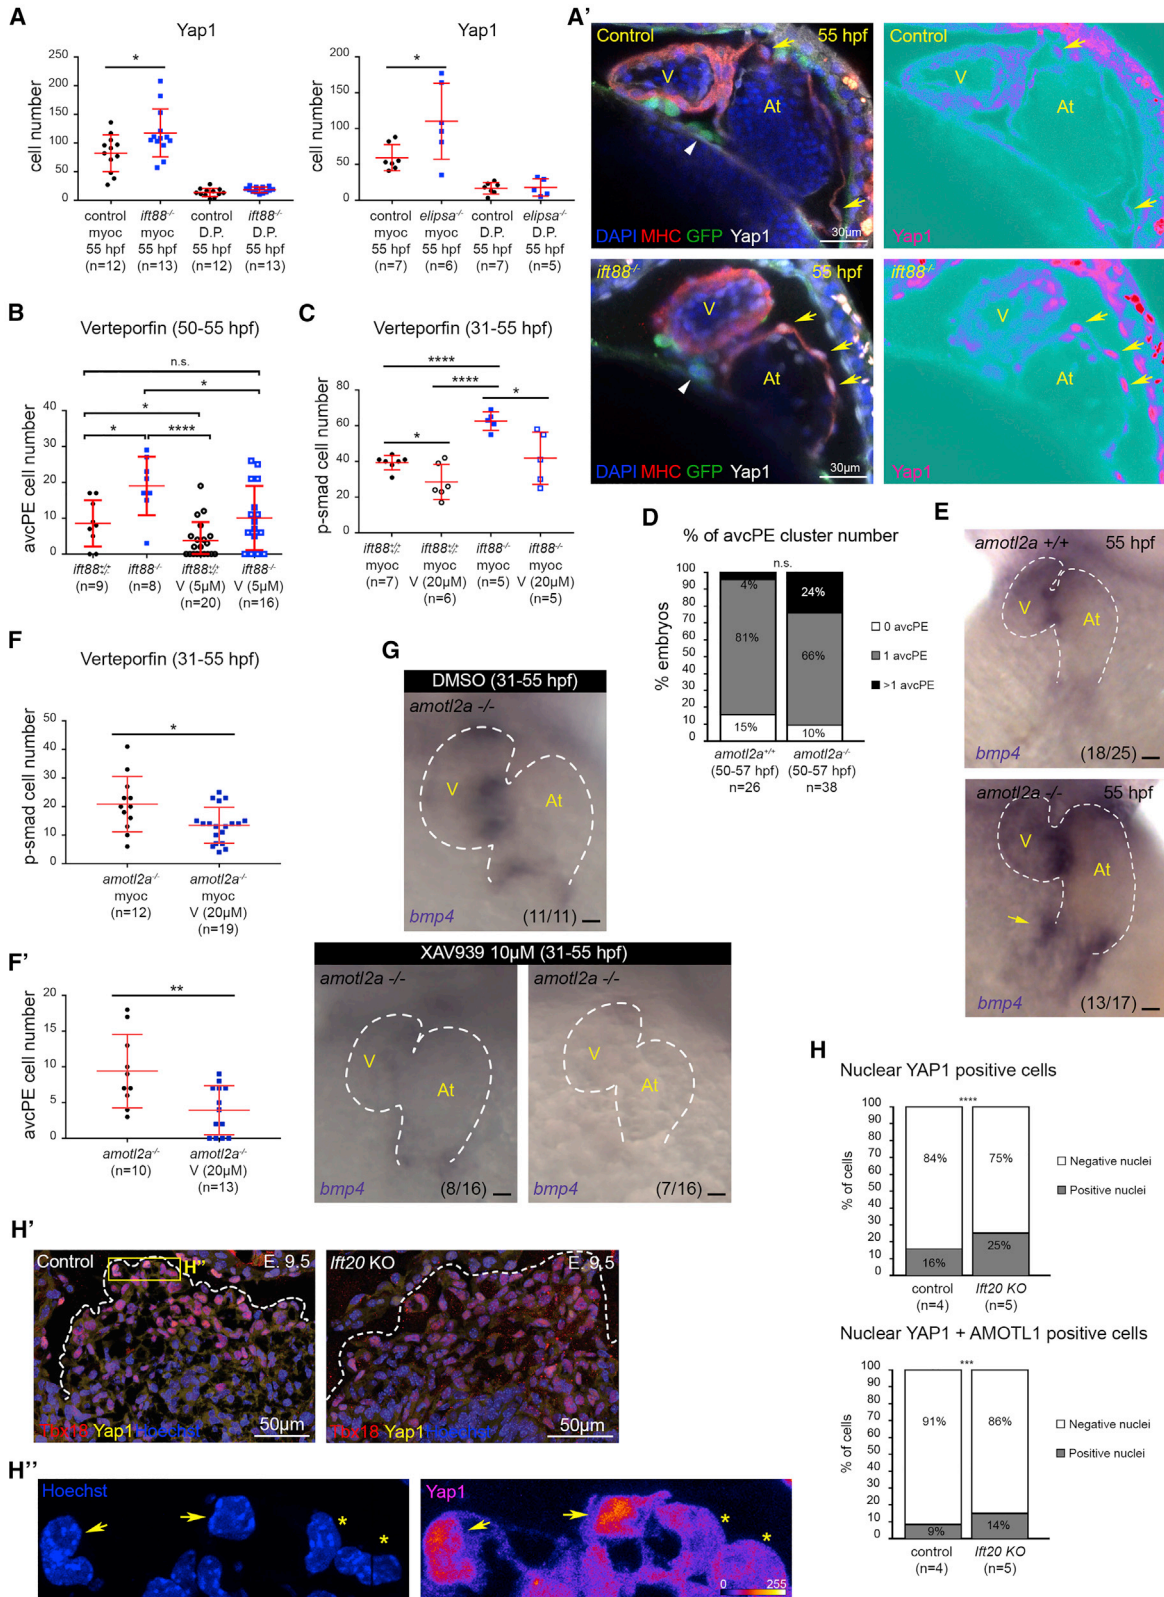 A
Yap1
cell number
250
200
150
100
50
0
*
control
myoc
55 hpf
(n=12)
ift88-/-
myoc
55 hpf
(n=13)
control
D.P.
55 hpf
(n=12)
ift88-/-
D.P.
55 hpf
(n=13)
Yap1
cell number
200
150
100
50
0
*
control
myoc
55 hpf
(n=7)
elipsa-/-
myoc
55 hpf
(n=6)
control
D.P.
55 hpf
(n=7)
elipsa-/-
D.P.
55 hpf
(n=5)
A'
Control
55 hpf
V
At
DAPI MHC GFP Yap1
30µm
Control
V
At
Yap1
ift88-/-
55 hpf
V
At
DAPI MHC GFP Yap1
30µm
ift88-/-
V
At
Yap1
B
Verteporfin (50-55 hpf)
avcPE cell number
40
30
20
10
0
n.s.
*
*
*
****
ift88+/-
(n=9)
ift88-/-
(n=8)
V (5µM)
(n=20)
ift88-/-
V (5µM)
(n=16)
C
Verteporfin (31-55 hpf)
p-smad cell number
80
60
40
20
0
****
****
*
*
myoc
(n=7)
myoc
V (20µM)
(n=6)
ift88-/-
myoc
(n=5)
ift88-/-
myoc
V (20µM)
(n=5)
D
% of avcPE cluster number
% embryos
100
90
80
70
60
50
40
30
20
10
0
n.s.
4%
81%
15%
24%
66%
10%
0 avcPE
1 avcPE
>1 avcPE
amotl2a+/+
(50-57 hpf)
n=26
amotl2a-/-
(50-57 hpf)
n=38
E
amotl2a +/+
55 hpf
V
At
bmp4
(18/25)
amotl2a -/-
55 hpf
V
At
bmp4
(13/17)
F
Verteporfin (31-55 hpf)
p-smad cell number
50
40
30
20
10
0
*
amotl2a-/-
myoc
(n=12)
amotl2a-/-
myoc
V (20µM)
(n=19)
F'
avcPE cell number
20
15
10
5
0
**
amotl2a-/-
(n=10)
amotl2a-/-
V (20µM)
(n=13)
G
DMSO (31-55 hpf)
amotl2a -/-
V
At
bmp4
(11/11)
XAV939 10µM (31-55 hpf)
amotl2a -/-
V
At
bmp4
(8/16)
amotl2a -/-
V
At
bmp4
(7/16)
H
Nuclear YAP1 positive cells
% of cells
100
90
80
70
60
50
40
30
20
10
0
****
84%
16%
75%
25%
Negative nuclei
Positive nuclei
control
(n=4)
Ift20 KO
(n=5)
Nuclear YAP1 + AMOTL1 positive cells
% of cells
100
90
80
70
60
50
40
30
20
10
0
***
91%
9%
86%
14%
Negative nuclei
Positive nuclei
control
(n=4)
Ift20 KO
(n=5)
H'
Control
H''
E. 9.5
Tbx18 Yap1 Hoechst
50µm
Ift20 KO
E. 9.5
Tbx18 Yap1 Hoechst
50µm
H''
Hoechst
*
*
Yap1
*
*
0
255